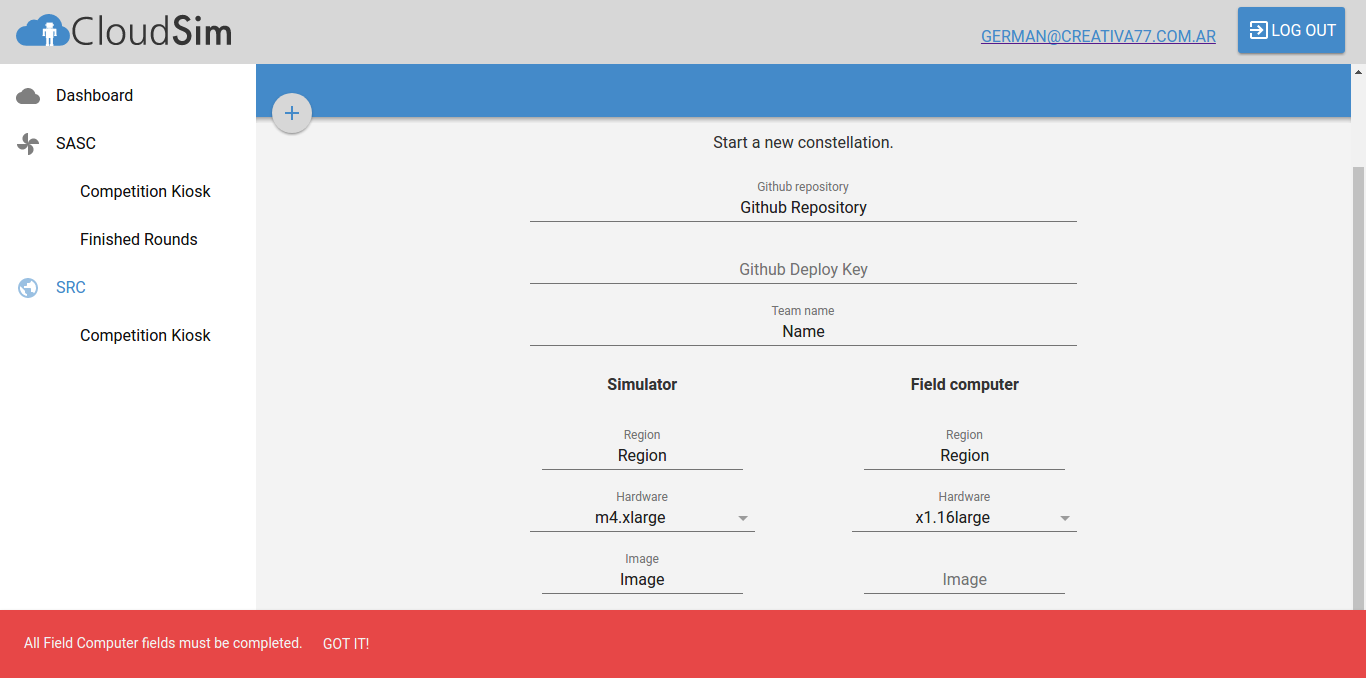 CloudSim
GERMAN@CREATIVA77.COM.AR
LOG OUT
Dashboard
SASC
Competition Kiosk
Finished Rounds
SRC
Competition Kiosk
+
Start a new constellation.
Github repository
Github Repository
Github Deploy Key
Team name
Name
Simulator
Field computer
Region
Region
Region
Region
Hardware
Hardware
m4.xlarge
x1.16large
Image
Image
Image
All Field Computer fields must be completed. GOT IT!